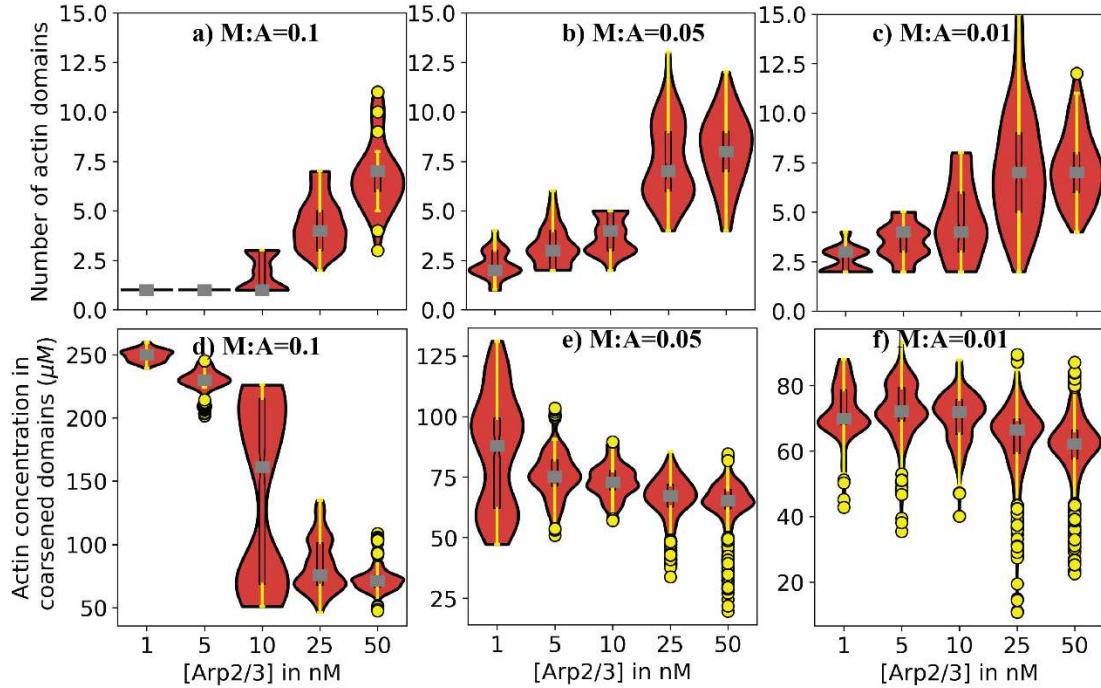 a) M:A=0.1
b) M:A=0.05
c) M:A=0.01
Number of actin domains
15.0
12.5
10.0
7.5
5.0
2.5
0.0
15.0
12.5
10.0
7.5
5.0
2.5
0.0
15.0
12.5
10.0
7.5
5.0
2.5
0.0
d) M:A=0.1
e) M:A=0.05
f) M:A=0.01
Actin concentration in
coarsened domains (μM)
250
200
150
100
50
125
100
75
50
25
80
60
40
20
1 5 10 25 50
1 5 10 25 50
1 5 10 25 50
[Arp2/3] in nM
[Arp2/3] in nM
[Arp2/3] in nM